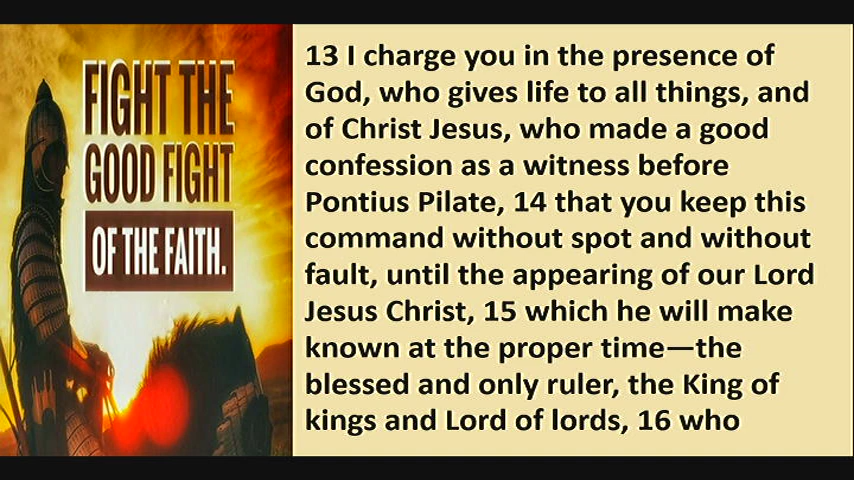 FIGHT THE
GOOD FIGHT
OF THE FAITH.
13 I charge you in the presence of
God, who gives life to all things, and
of Christ Jesus, who made a good
confession as a witness before
Pontius Pilate, 14 that you keep this
command without spot and without
fault, until the appearing of our Lord
Jesus Christ, 15 which he will make
known at the proper time—the
blessed and only ruler, the King of
kings and Lord of lords, 16 who